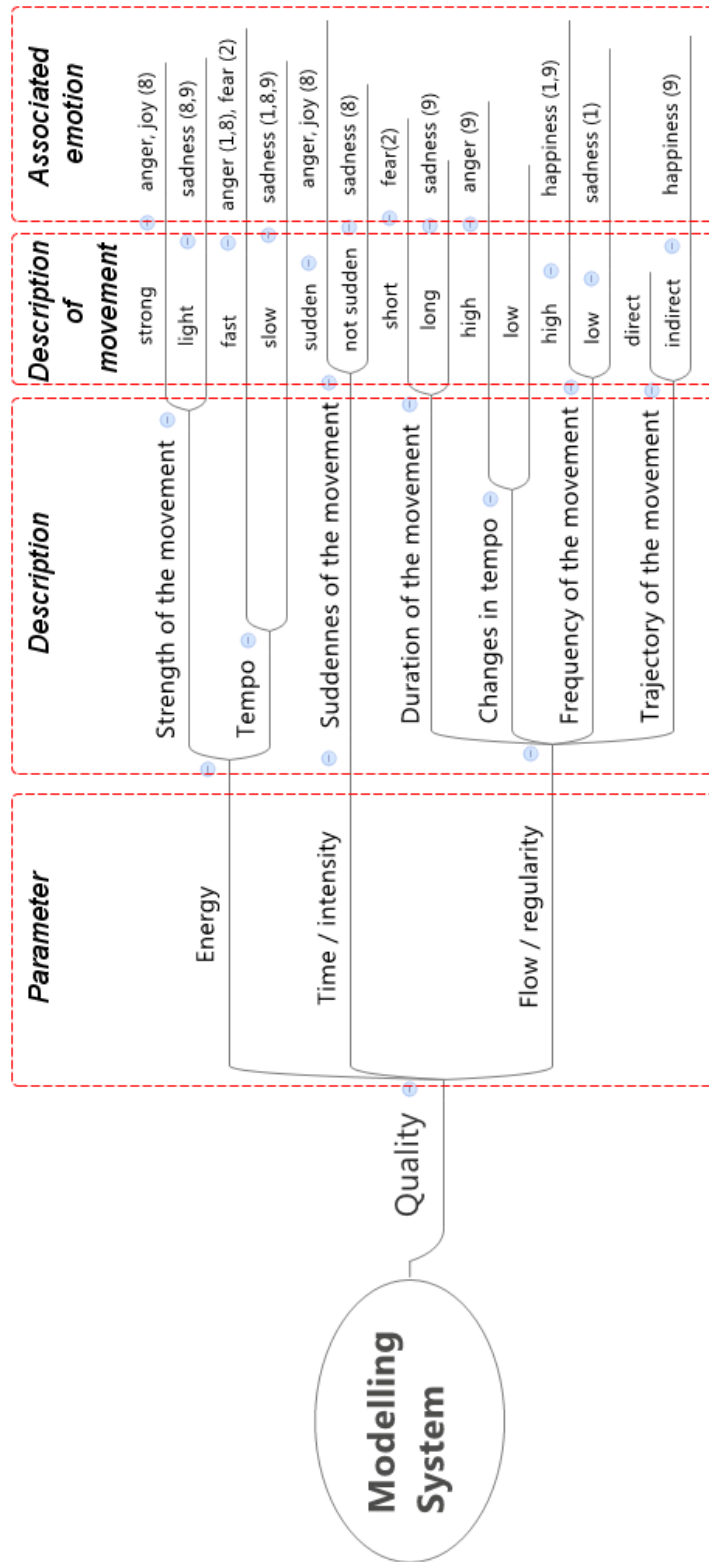 Parameter
Description
Description
of
movement
Associated
emotion
Modelling
System
Quality
Energy
Strength of the movement
strong
anger, joy (8)
light
sadness (8,9)
Tempo
fast
anger (1,8), fear (2)
slow
sadness (1,8,9)
Time / intensity
Suddennes of the movement
sudden
anger, joy (8)
not sudden
sadness (8)
Flow / regularity
Duration of the movement
short
fear(2)
long
sadness (9)
Changes in tempo
high
anger (9)
low
Frequency of the movement
high
happiness (1,9)
low
sadness (1)
Trajectory of the movement
direct
indirect
happiness (9)